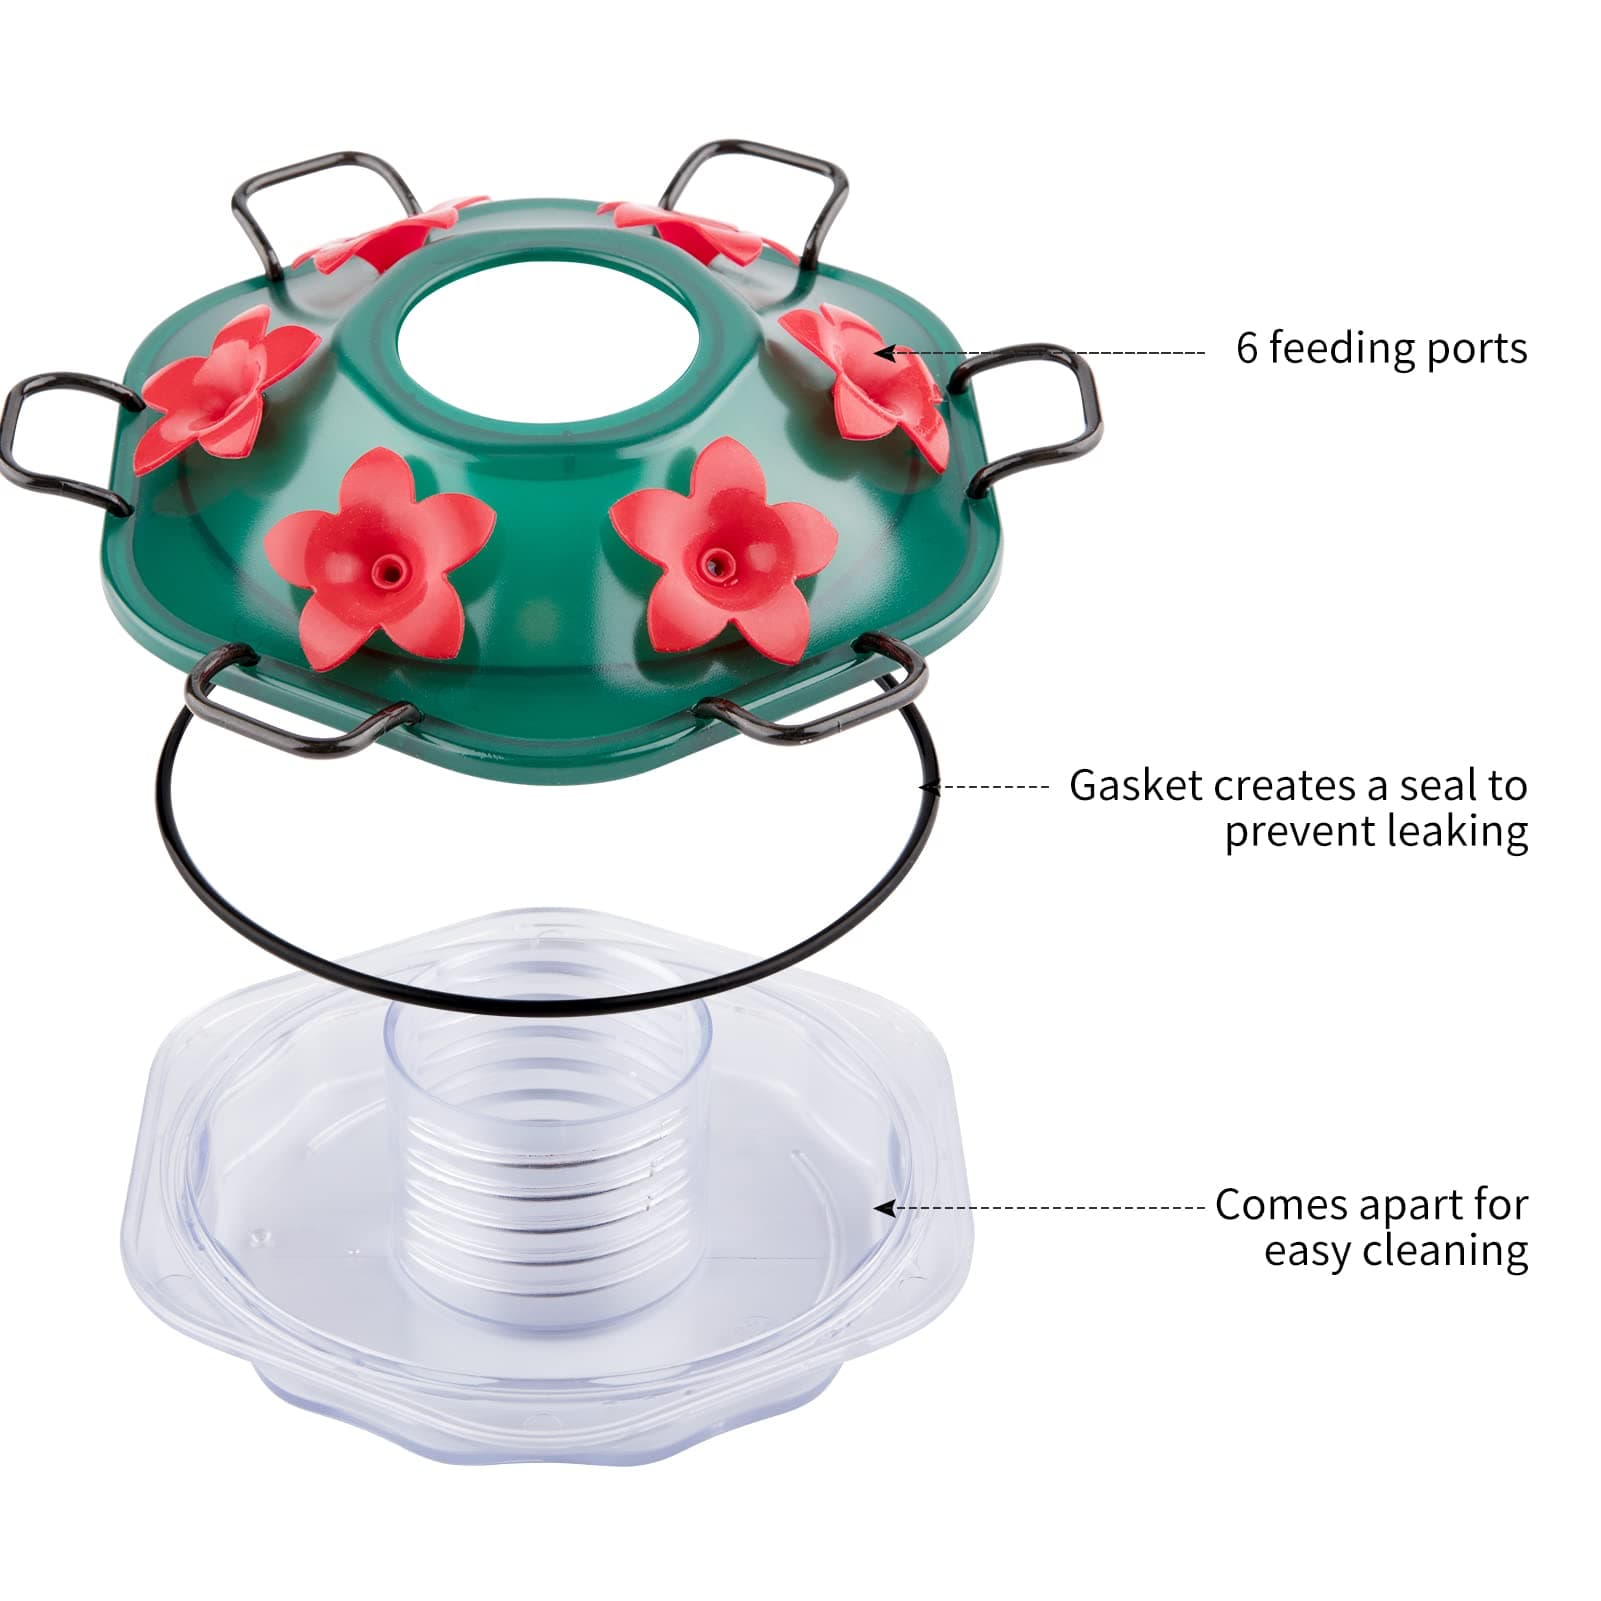 6 feeding ports
Gasket creates a seal to
prevent leaking
Comes apart for
easy cleaning